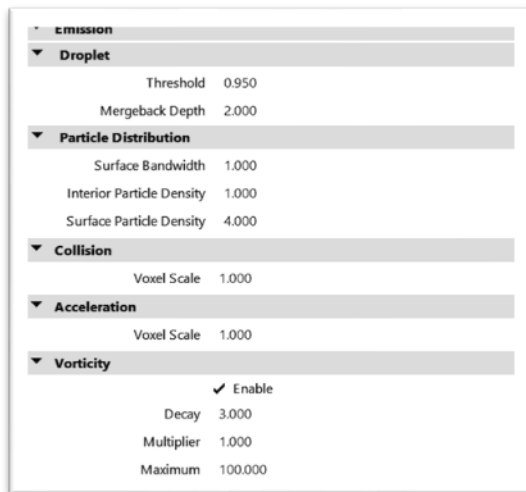 Emission
Droplet
Threshold 0.950
Mergeback Depth 2.000
Particle Distribution
Surface Bandwidth 1.000
Interior Particle Density 1.000
Surface Particle Density 4.000
Collision
Voxel Scale 1.000
Acceleration
Voxel Scale 1.000
Vorticity
✓ Enable
Decay 3.000
Multiplier 1.000
Maximum 100.000